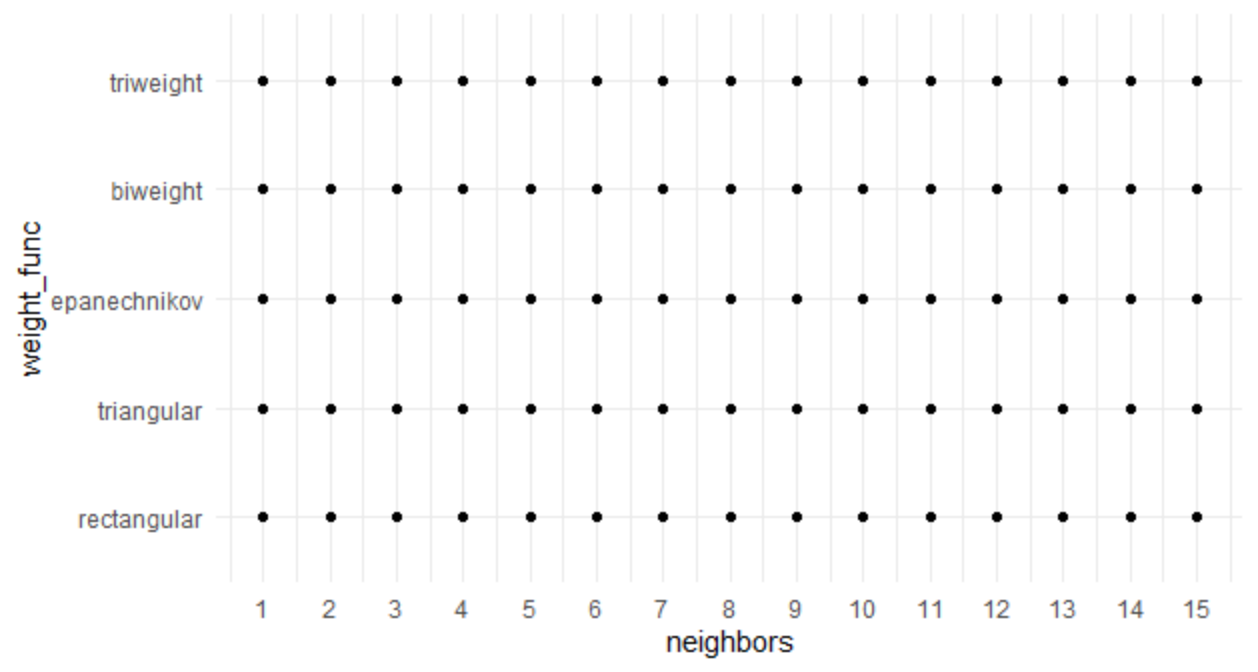 weight_func
triweight
biweight
epanechnikov
triangular
rectangular
1 2 3 4 5 6 7 8 9 10 11 12 13 14 15
neighbors